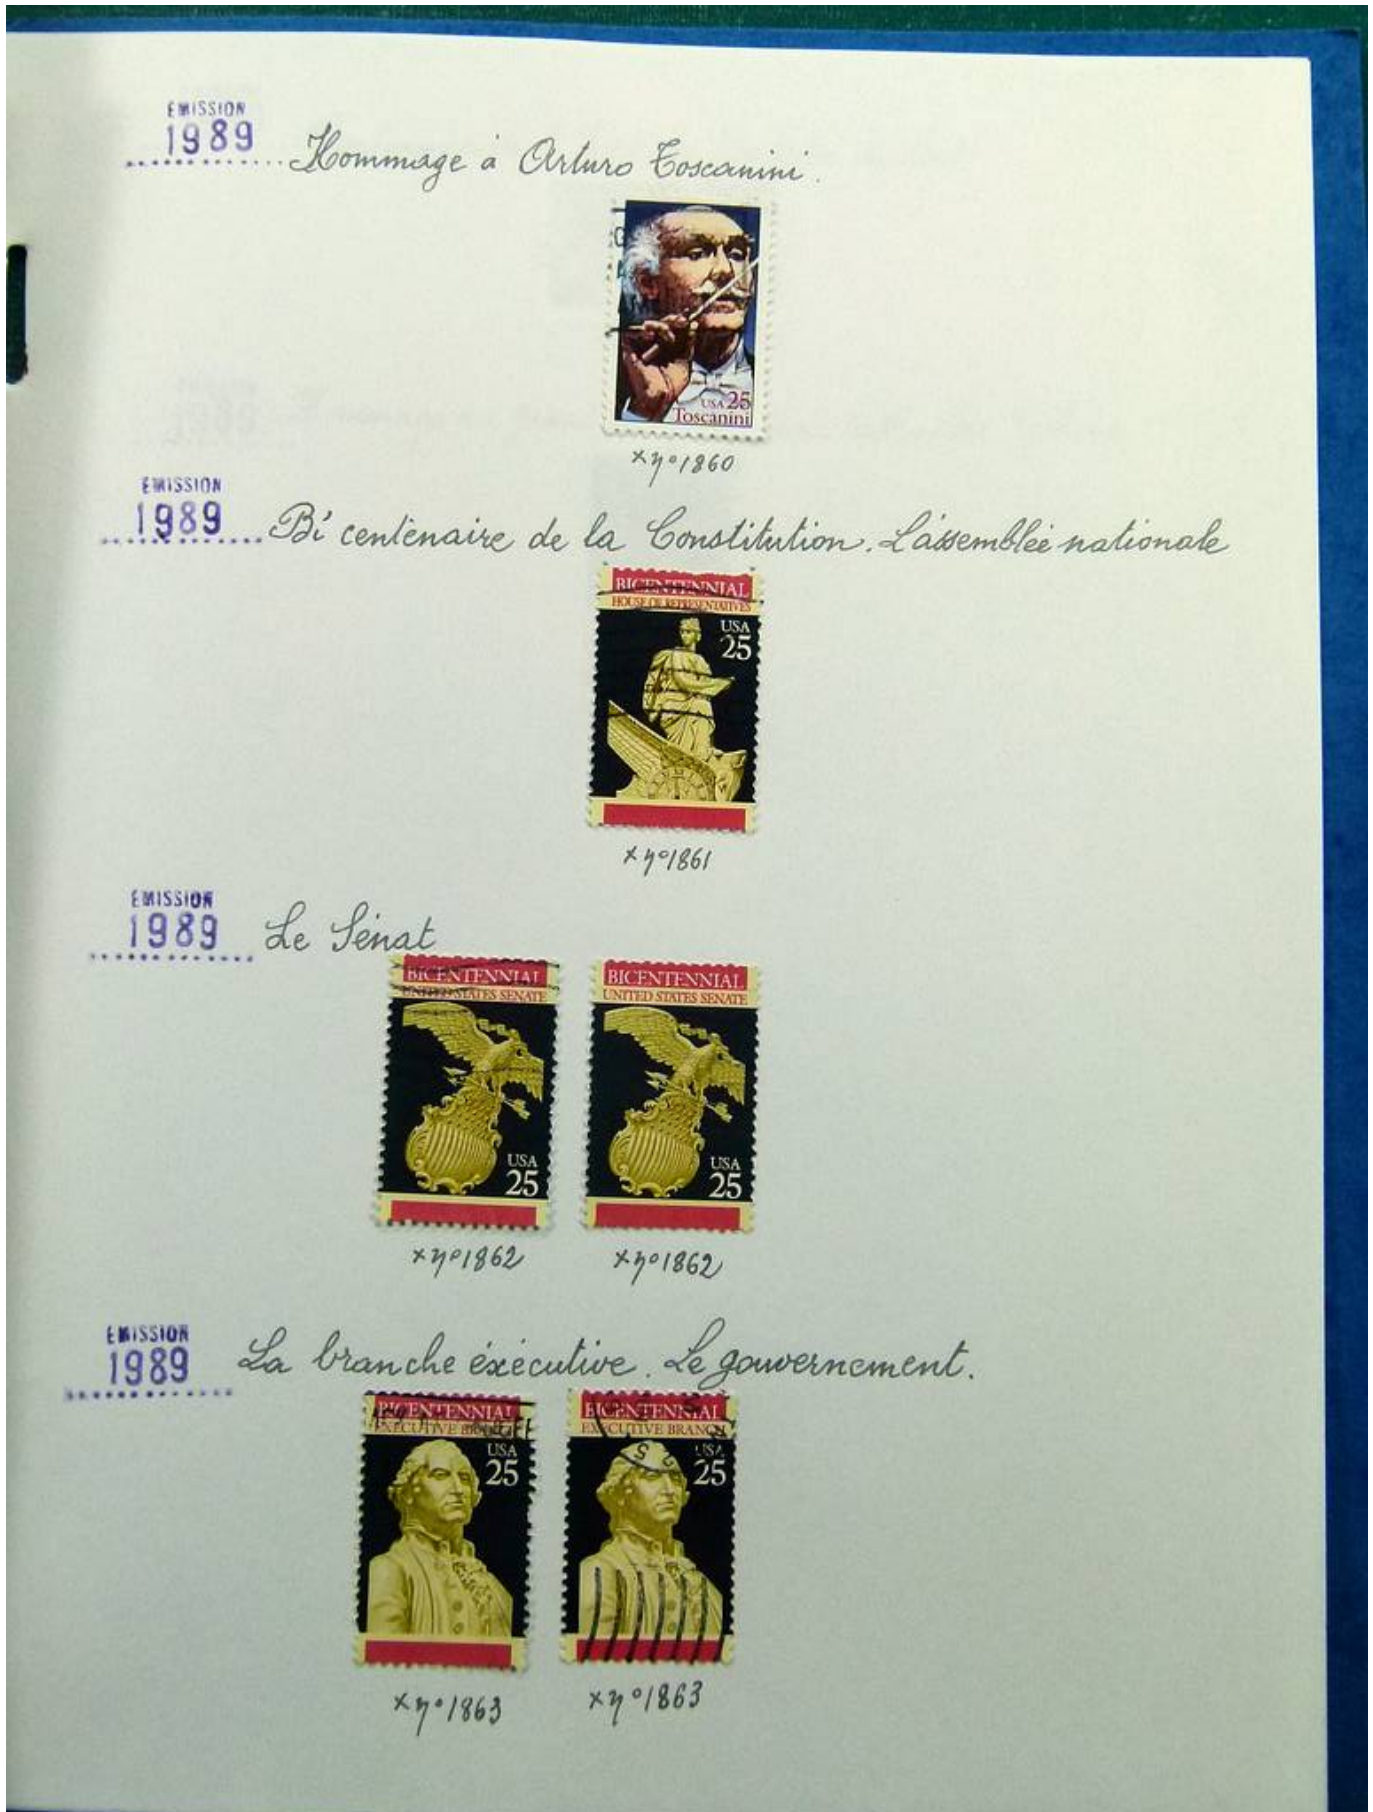 EMISSION
1989 Hommage à Arturo Toscanini.
USA 25
Toscanini
x n° 1860
EMISSION
1989 Bi centenaire de la Constitution. L'assemblée nationale
BICENTENNIAL
HOUSE OF REPRESENTATIVES
USA
25
x n° 1861
EMISSION
1989 Le Sénat
BICENTENNIAL BICENTENNIAL
UNITED STATES SENATE UNITED STATES SENATE
USA USA
25 25
x n° 1862 x n° 1862
EMISSION
1989 La branche éxécutive. Le gouvernement.
BICENTENNIAL BICENTENNIAL
EXECUTIVE BRANCH EXECUTIVE BRANCH
USA USA
25 25
x n° 1863 x n° 1863